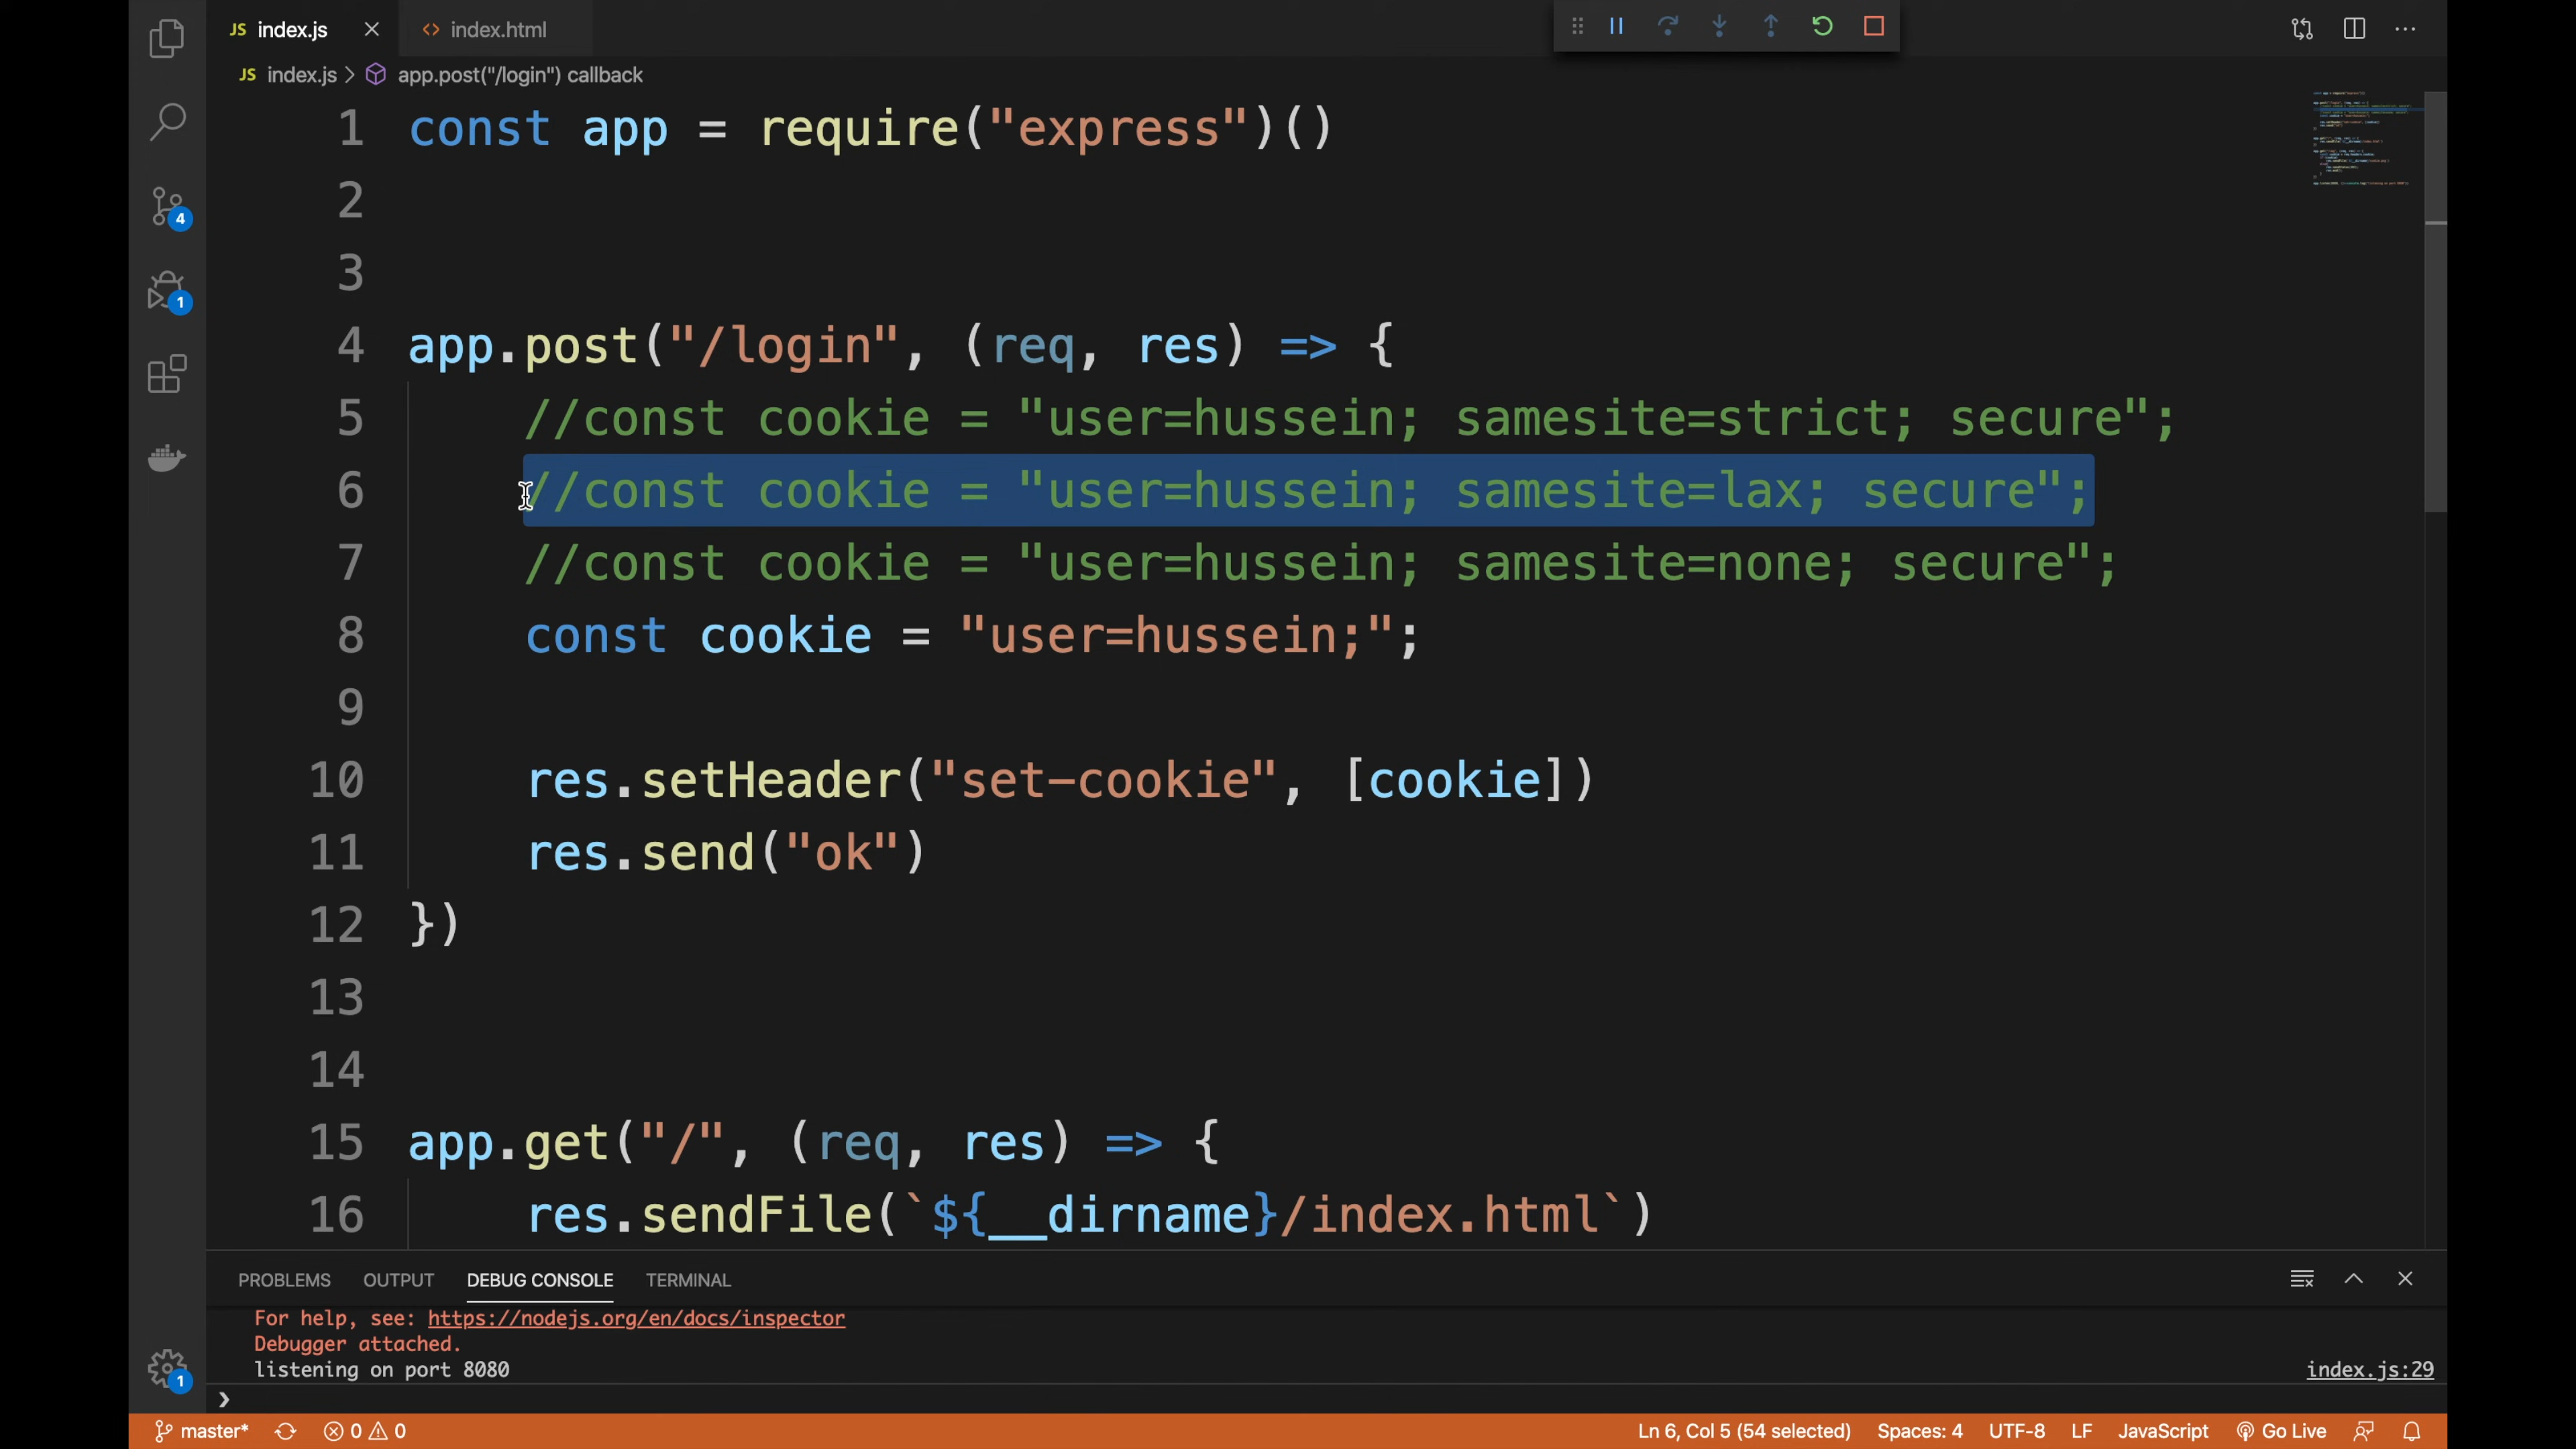 JS index.js
<> index.html
JS index.js > app.post("/login") callback
1 const app = require("express")()
2
3
4 app.post("/login", (req, res) => {
5 //const cookie = "user=hussein; samesite=strict; secure";
6 //const cookie = "user=hussein; samesite=lax; secure";
7 //const cookie = "user=hussein; samesite=none; secure";
8 const cookie = "user=hussein;";
9
10 res.setHeader("set-cookie", [cookie])
11 res.send("ok")
12 })
13
14
15 app.get("/", (req, res) => {
16 res.sendFile(`${__dirname}/index.html`)
4
1
1
PROBLEMS OUTPUT DEBUG CONSOLE TERMINAL
For help, see: https://nodejs.org/en/docs/inspector
Debugger attached.
listening on port 8080 index.js:29
master* 0 0 Ln 6, Col 5 (54 selected) Spaces: 4 UTF-8 LF JavaScript Go Live